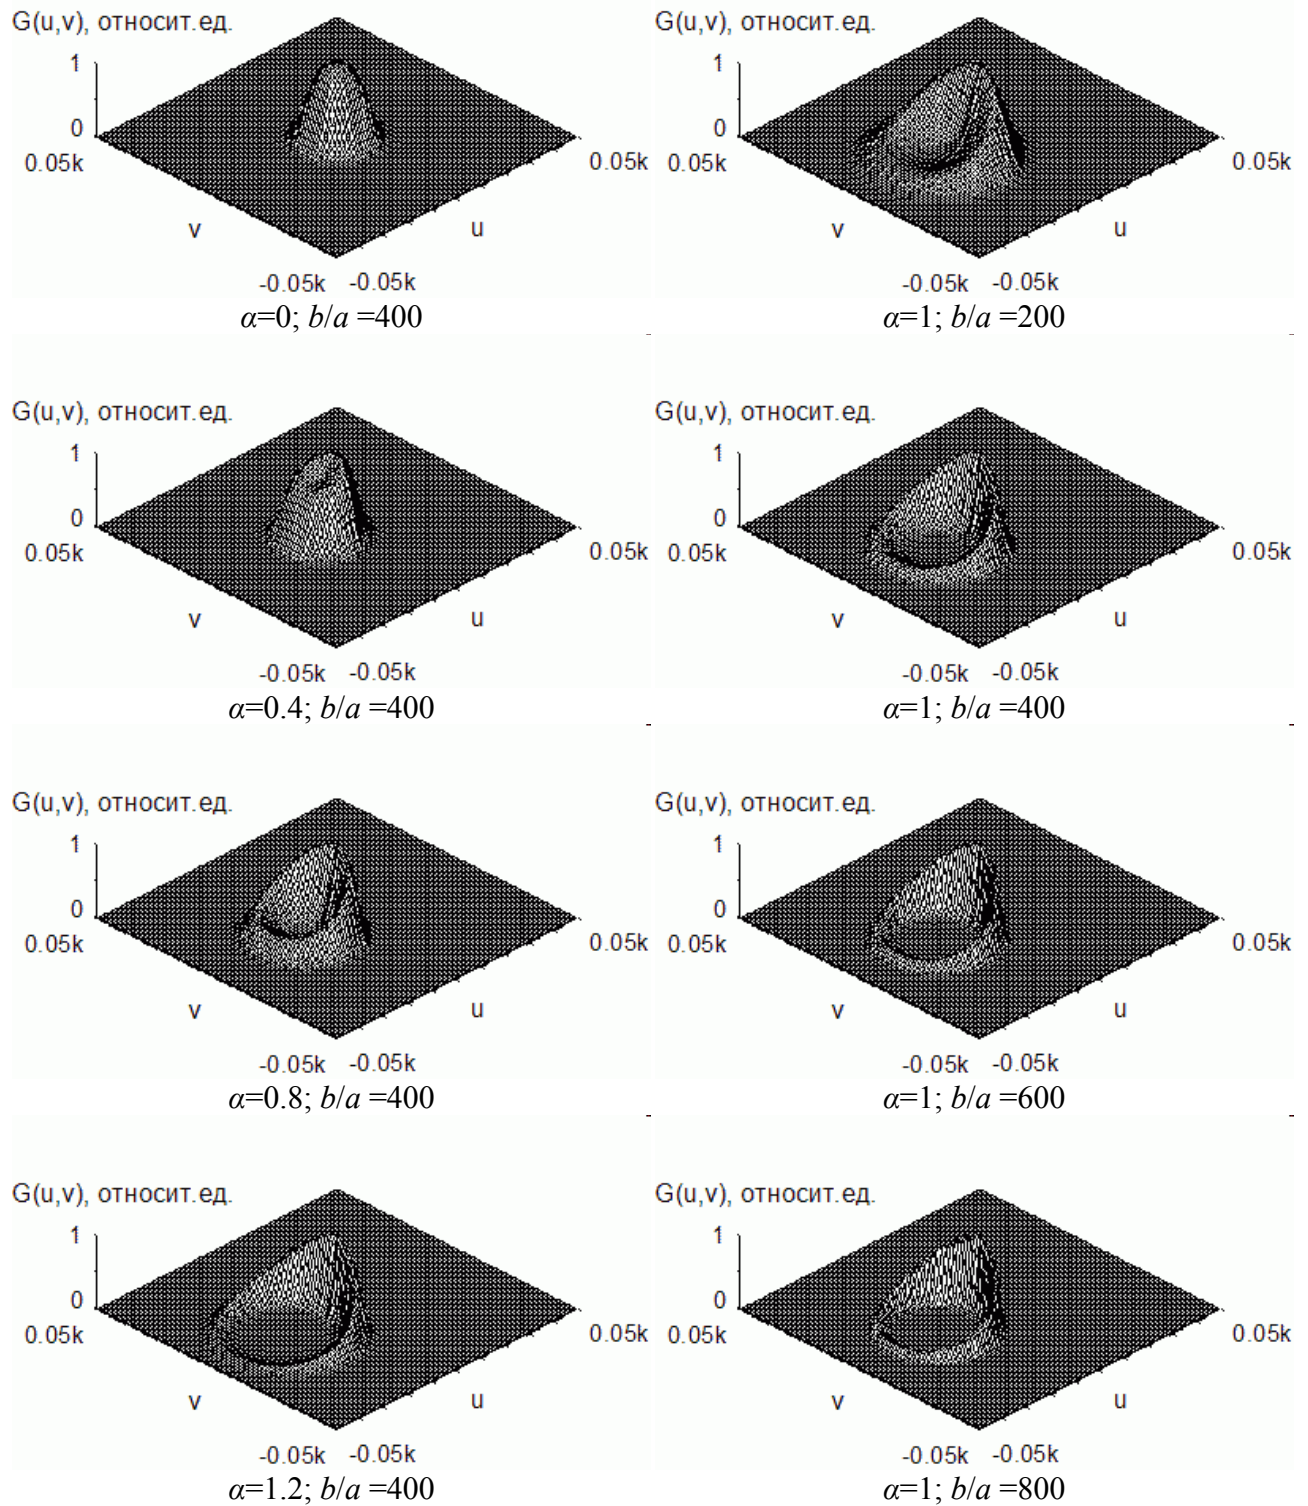 G(u,v), относит.ед.
1
0
0.05k
0.05k
v
u
-0.05k -0.05k
α=0; b/a =400
G(u,v), относит.ед.
1
0
0.05k
0.05k
v
u
-0.05k -0.05k
α=1; b/a =200
G(u,v), относит.ед.
1
0
0.05k
0.05k
v
u
-0.05k -0.05k
α=0.4; b/a =400
G(u,v), относит.ед.
1
0
0.05k
0.05k
v
u
-0.05k -0.05k
α=1; b/a =400
G(u,v), относит.ед.
1
0
0.05k
0.05k
v
u
-0.05k -0.05k
α=0.8; b/a =400
G(u,v), относит.ед.
1
0
0.05k
0.05k
v
u
-0.05k -0.05k
α=1; b/a =600
G(u,v), относит.ед.
1
0
0.05k
0.05k
v
u
-0.05k -0.05k
α=1.2; b/a =400
G(u,v), относит.ед.
1
0
0.05k
0.05k
v
u
-0.05k -0.05k
α=1; b/a =800